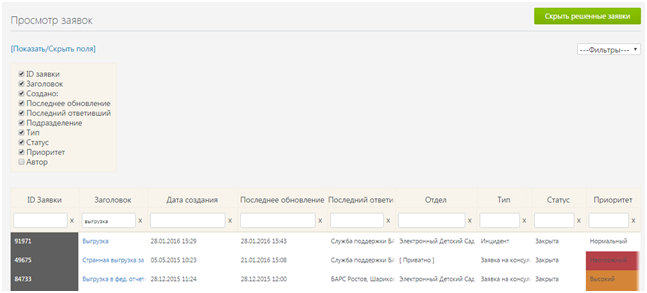 Просмотр заявок
Скрыть решенные заявки
[Показать/Скрыть поля]
---Фильтры---
ID заявки
Заголовок
Создано:
Последнее обновление
Последний ответивший
Подразделение
Тип
Статус
Приоритет
Автор
ID Заявки Заголовок Дата создания Последнее обновление Последний ответи Отдел Тип Статус Приоритет
x выгрузка x x x x x x x x
91971 Выгрузка 28.01.2016 15:29 28.01.2016 15:43 Служба поддержки БА Электронный Детский Сад Инцидент Закрыта Нормальный
49675 Странная выгрузка за 05.05.2015 10:23 21.01.2016 15:08 Служба поддержки БА [ Приватно ] Заявка на консул Закрыта
84733 Выгрузка в фед. отчет 28.12.2015 11:24 28.12.2015 12:00 БАРС Ростов, Шарико Электронный Детский Сад Заявка на консул Закрыта Высокий